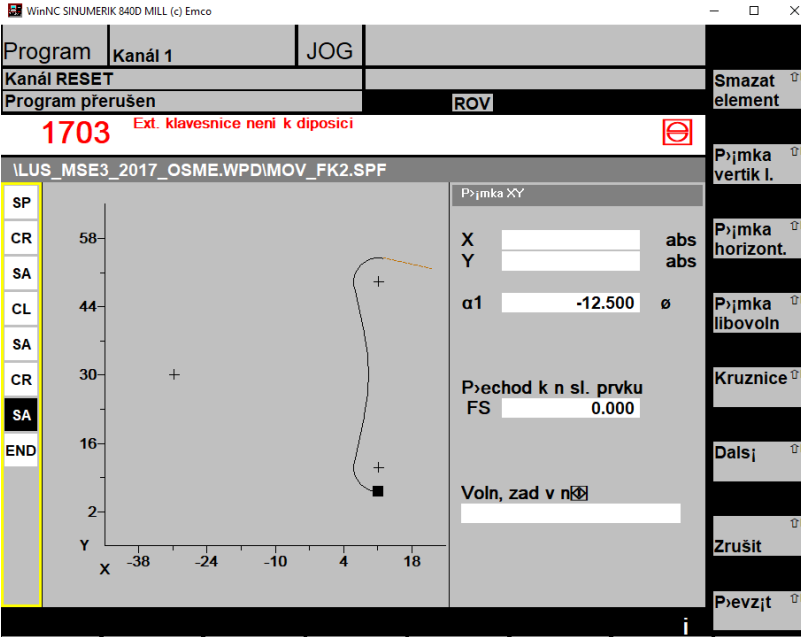 WinNC SINUMERIK 840D MILL (c) Emco
Program Kanál 1 JOG
Kanál RESET
Program přerušen ROV
1703 Ext. klavesnice neni k diposici
\LUS_MSE3_2017_OSME.WPD\MOV_FK2.SPF
SP
CR
SA
CL
SA
CR
SA
END
58
44
30
16
2
Y
X
-38 -24 -10 4 18
P›¡mka XY
X abs
Y abs
α1 -12.500 ø
P›echod k n sl. prvku
FS 0.000
Voln, zad v n
Smazat
element
P›¡mka
vertik l.
P›¡mka
horizont.
P›¡mka
libovoln
Kruznice
Dals¡
Zrušit
P›evz¡t
i